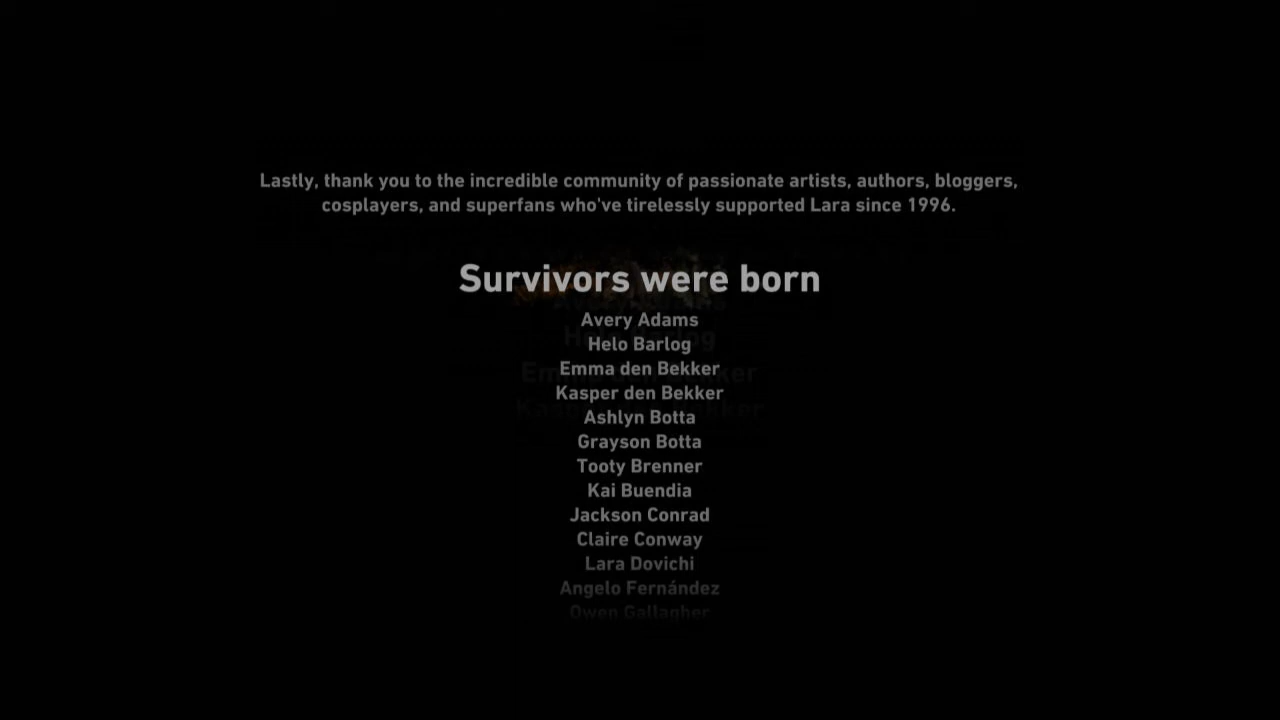 Lastly, thank you to the incredible community of passionate artists, authors, bloggers,
cosplayers, and superfans who've tirelessly supported Lara since 1996.
Survivors were born
Avery Adams
Helo Barlog
Emma den Bekker
Kasper den Bekker
Ashlyn Botta
Grayson Botta
Tooty Brenner
Kai Buendia
Jackson Conrad
Claire Conway
Lara Dovichi
Angelo Fernández
Owen Gallagher